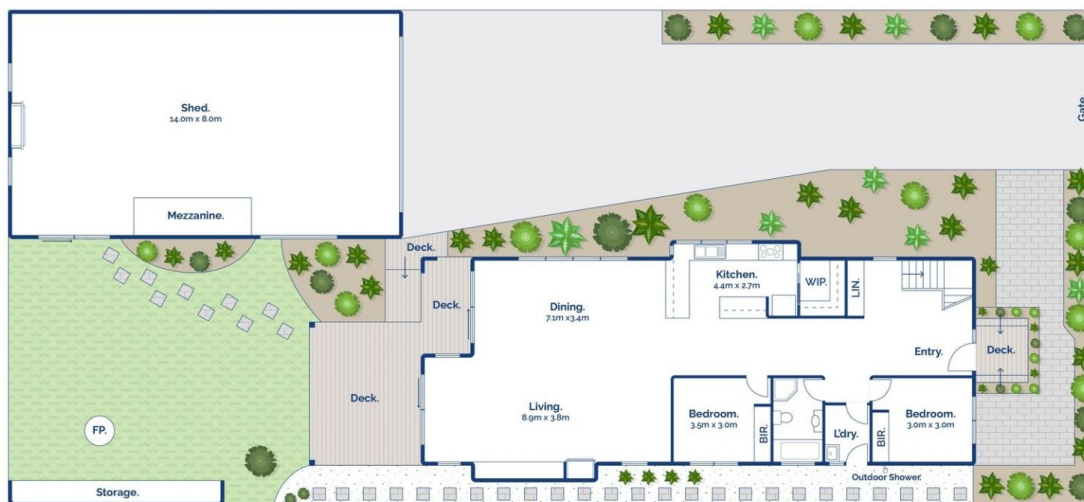 Shed.
14.0m x 8.0m
Gate
Mezzanine.
Deck.
Kitchen.
4.4m x 2.7m
WIP.
LIN.
Deck.
Dining.
7.1m x3.4m
Entry.
Deck.
Deck.
Living.
8.9m x 3.8m
Bedroom.
3.5m x 3.0m
BIR.
L'dry.
BIR.
Bedroom.
3.0m x 3.0m
FP.
Outdoor Shower.
Storage.